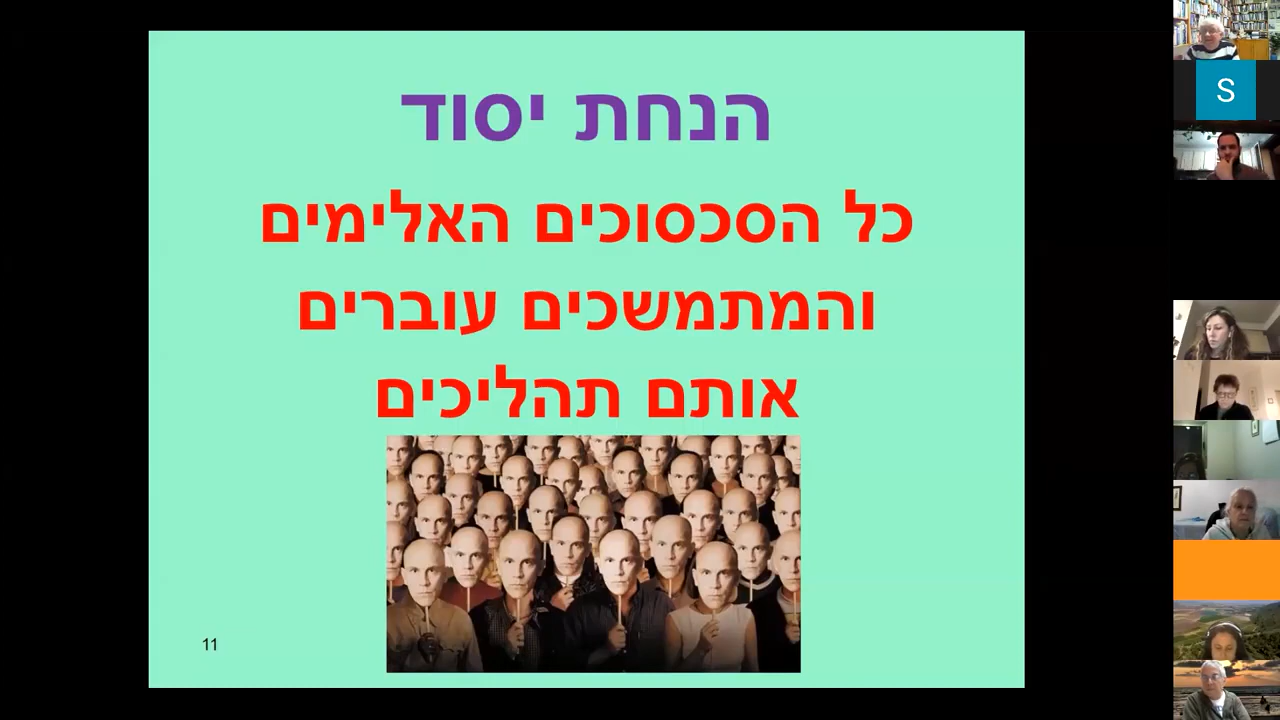 הנחת יסוד
כל הסכסוכים האלימים
והמתמשכים עוברים
אותם תהליכים
11
S